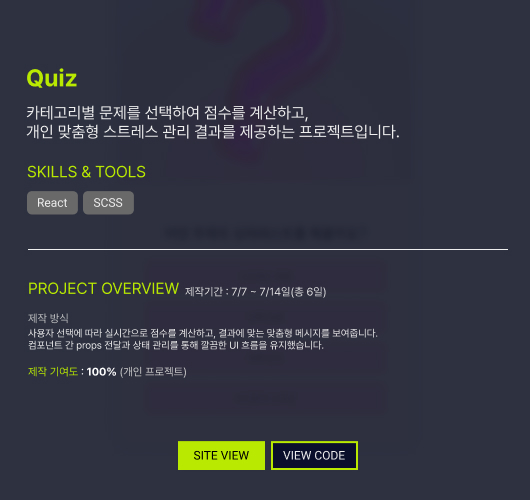 Quiz
카테고리별 문제를 선택하여 점수를 계산하고,
개인 맞춤형 스트레스 관리 결과를 제공하는 프로젝트입니다.
SKILLS & TOOLS
React SCSS
PROJECT OVERVIEW 제작기간 : 7/7 ~ 7/14일(총 6일)
제작 방식
사용자 선택에 따라 실시간으로 점수를 계산하고, 결과에 맞는 맞춤형 메시지를 보여줍니다.
컴포넌트 간 props 전달과 상태 관리를 통해 깔끔한 UI 흐름을 유지했습니다.
제작 기여도 : 100% (개인 프로젝트)
SITE VIEW VIEW CODE